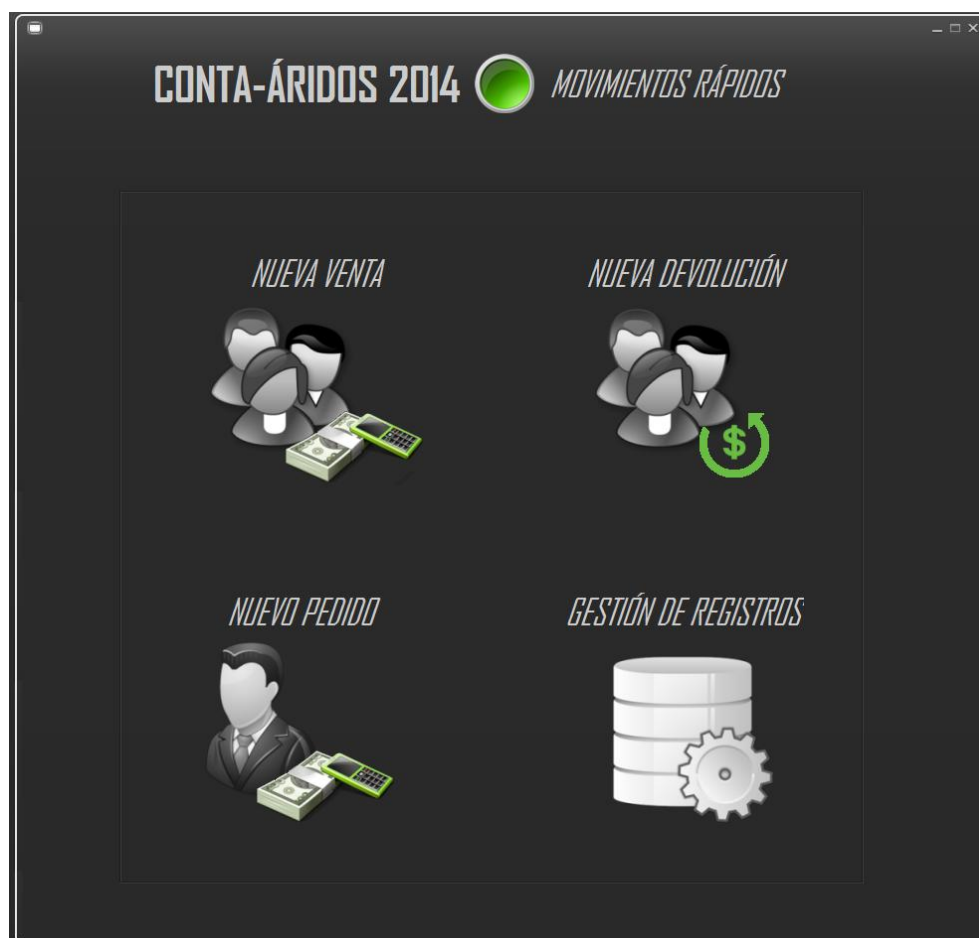 CONTA-ÁRIDOS 2014 MOVIMIENTOS RÁPIDOS
NUEVA VENTA NUEVA DEVOLUCIÓN
$
NUEVO PEDIDO GESTIÓN DE REGISTROS